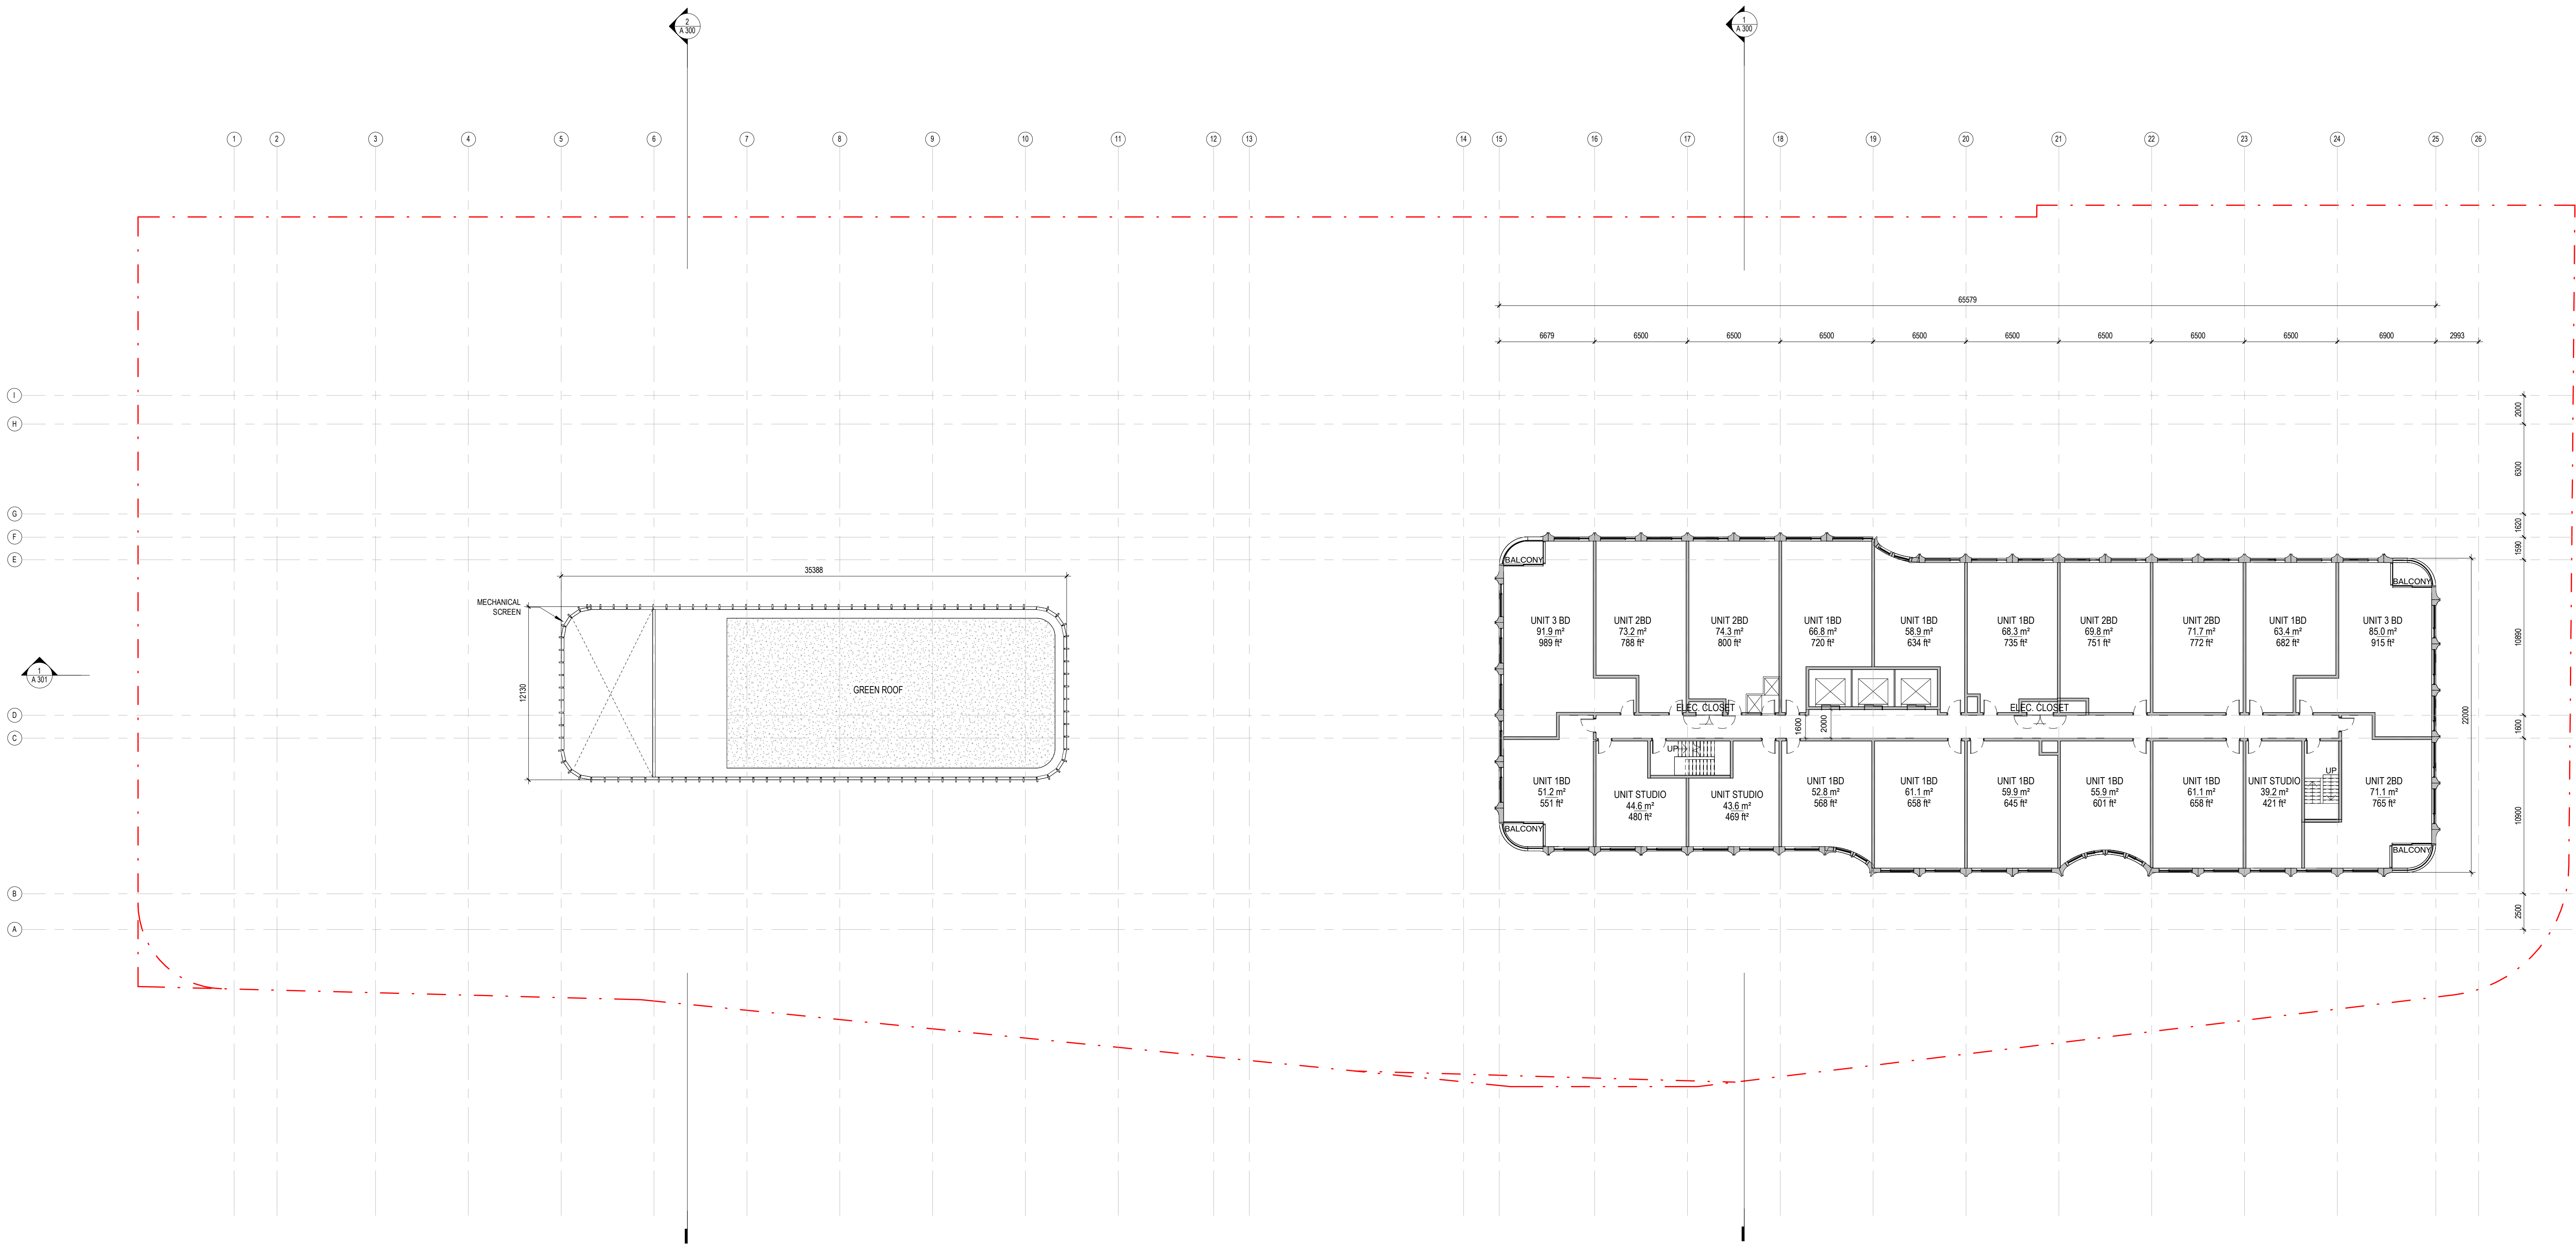 2
A 300
1
A 300
1
2
3
4
5
6
7
8
9
10
11
12
13
14
15
16
17
18
19
20
21
22
23
24
25
26
65579
6679
6500
6500
6500
6500
6500
6500
6500
6500
6900
2993
I
H
G
F
E
D
C
B
A
2000
6300
1620
1590
10890
1600
10900
2500
22000
1
A 301
35388
12130
MECHANICAL
SCREEN
GREEN ROOF
BALCONY
BALCONY
UNIT 3 BD
91.9 m²
989 ft²
UNIT 2BD
73.2 m²
788 ft²
UNIT 2BD
74.3 m²
800 ft²
UNIT 1BD
66.8 m²
720 ft²
UNIT 1BD
58.9 m²
634 ft²
UNIT 1BD
68.3 m²
735 ft²
UNIT 2BD
69.8 m²
751 ft²
UNIT 2BD
71.7 m²
772 ft²
UNIT 1BD
63.4 m²
682 ft²
UNIT 3 BD
85.0 m²
915 ft²
ELEC. CLOSET
ELEC. CLOSET
1600
2000
UP
UP
UNIT 1BD
51.2 m²
551 ft²
UNIT STUDIO
44.6 m²
480 ft²
UNIT STUDIO
43.6 m²
469 ft²
UNIT 1BD
52.8 m²
568 ft²
UNIT 1BD
61.1 m²
658 ft²
UNIT 1BD
59.9 m²
645 ft²
UNIT 1BD
55.9 m²
601 ft²
UNIT 1BD
61.1 m²
658 ft²
UNIT STUDIO
39.2 m²
421 ft²
UNIT 2BD
71.1 m²
765 ft²
BALCONY
BALCONY